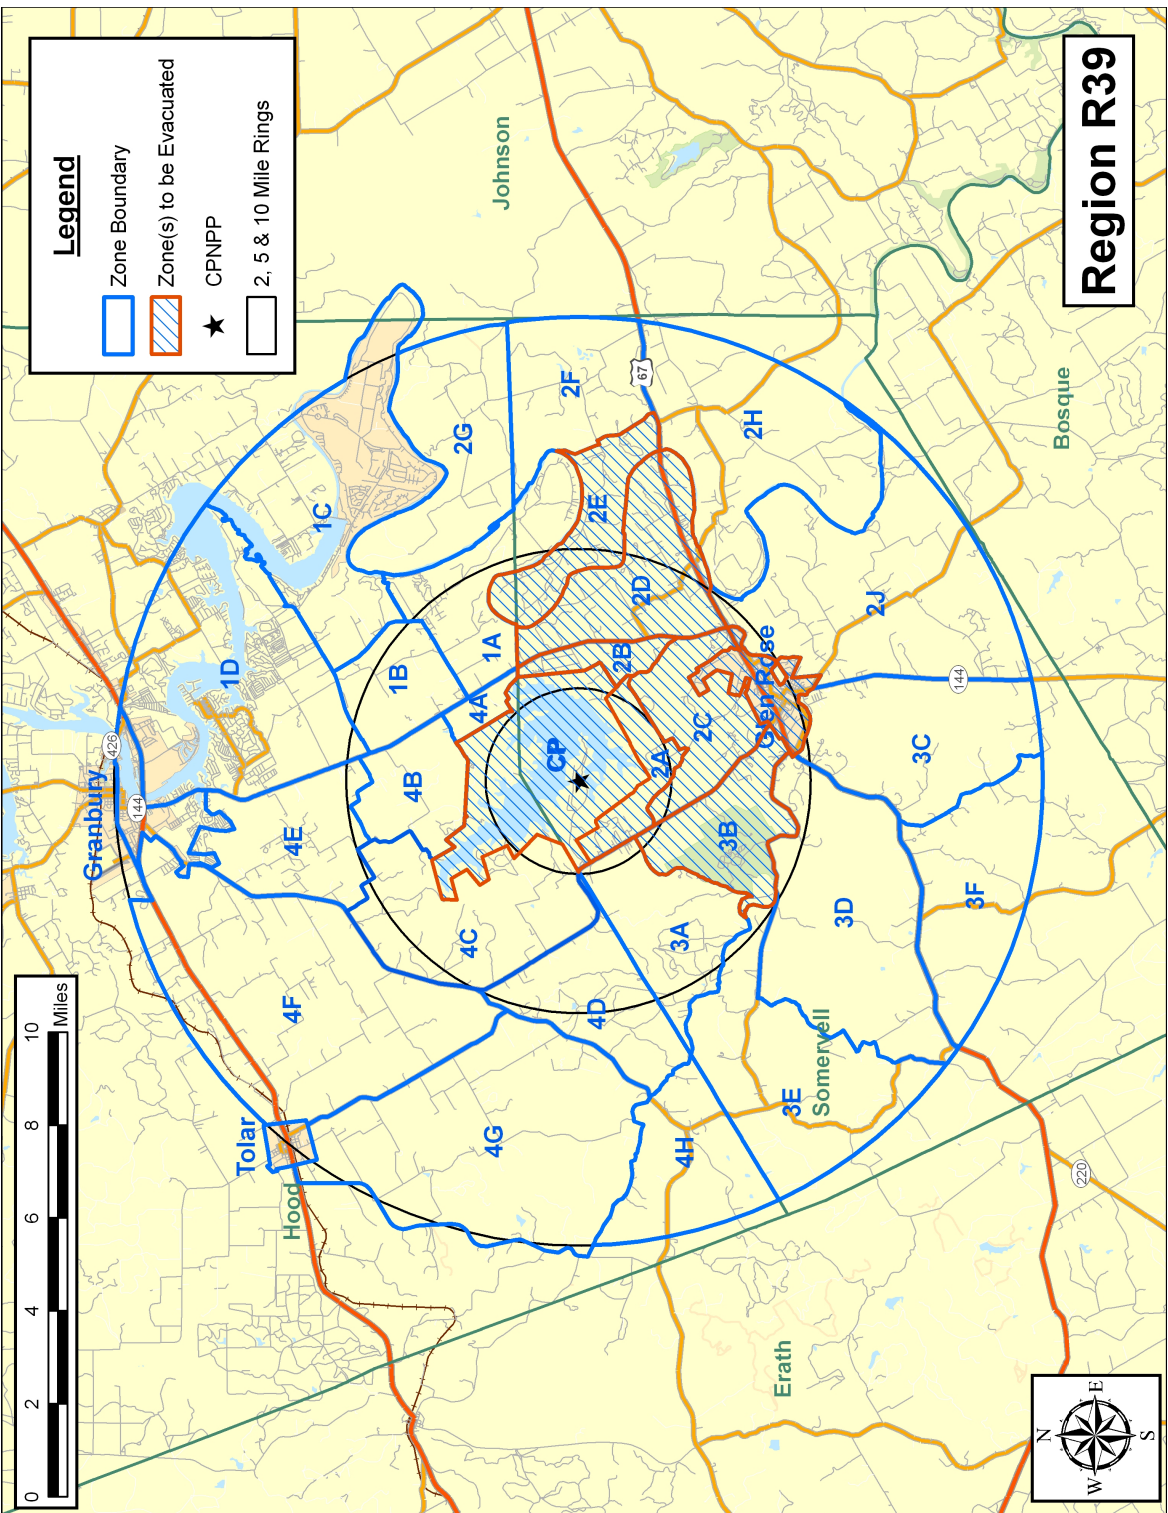 Legend
Zone Boundary
Zone(s) to be Evacuated
CPNPP
2, 5 & 10 Mile Rings
Region R39
0 2 4 6 8 10
Miles
N
W E
S
Johnson
Bosque
Somervell
Erath
Hood
Granbury
Tolar
Glen Rose
CP
1A
1B
1C
1D
2A
2B
2C
2D
2E
2F
2G
2H
2J
3A
3B
3C
3D
3E
3F
4A
4B
4C
4D
4E
4F
4G
4H
67
144
144
426
220